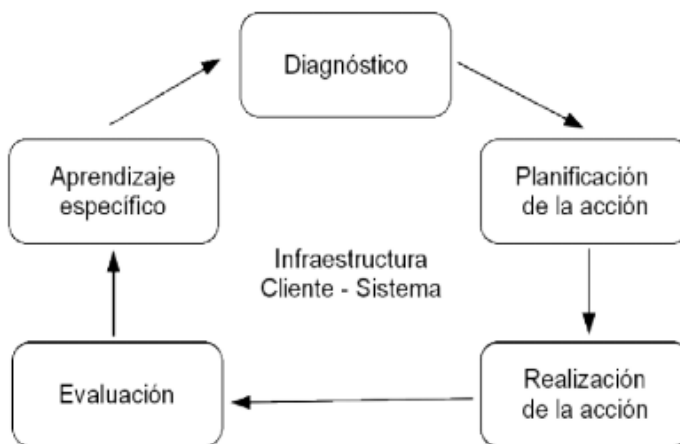 Diagnóstico
Planificación
de la acción
Realización
de la acción
Evaluación
Aprendizaje
específico
Infraestructura
Cliente - Sistema